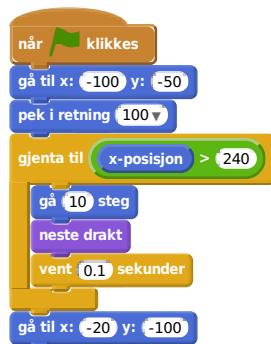 når klikkes
gå til x: -100 y: -50
pek i retning 100▼
gjenta til x-posisjon > 240
gå 10 steg
neste drakt
vent 0.1 sekunder
gå til x: -20 y: -100